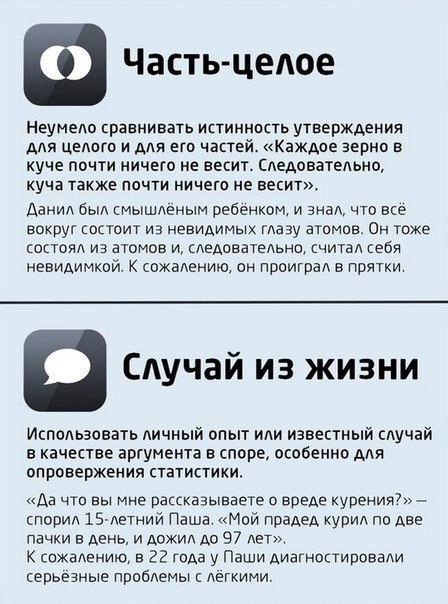 Часть-целое
Неумело сравнивать истинность утверждения
для целого и для его частей. «Каждое зерно в
куче почти ничего не весит. Следовательно,
куча также почти ничего не весит».
Данил был смышлёным ребёнком, и знал, что всё
вокруг состоит из невидимых глазу атомов. Он тоже
состоял из атомов и, следовательно, считал себя
невидимкой. К сожалению, он проиграл в прятки.
Случай из жизни
Использовать личный опыт или известный случай
в качестве аргумента в споре, особенно для
опровержения статистики.
«Да что вы мне рассказываете о вреде курения?» —
спорил 15-летний Паша. «Мой прадед курил по две
пачки в день, и дожил до 97 лет».
К сожалению, в 22 года у Паши диагностировали
серьёзные проблемы с лёгкими.